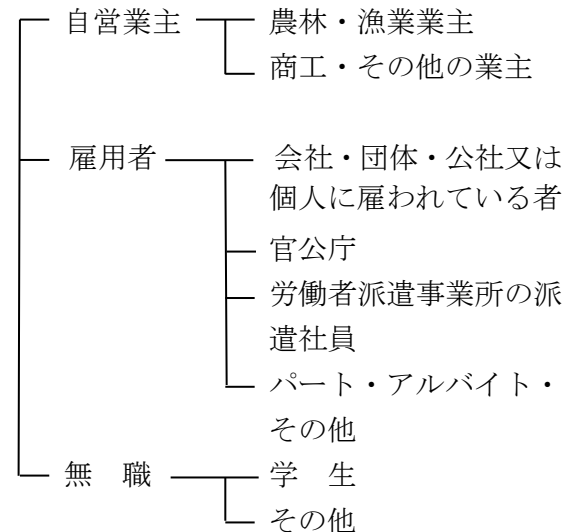 自営業主 農林・漁業業主
商工・その他の業主
雇用者 会社・団体・公社又は
個人に雇われている者
官公庁
労働者派遣事業所の派
遣社員
パート・アルバイト・
その他
無 職 学 生
その他